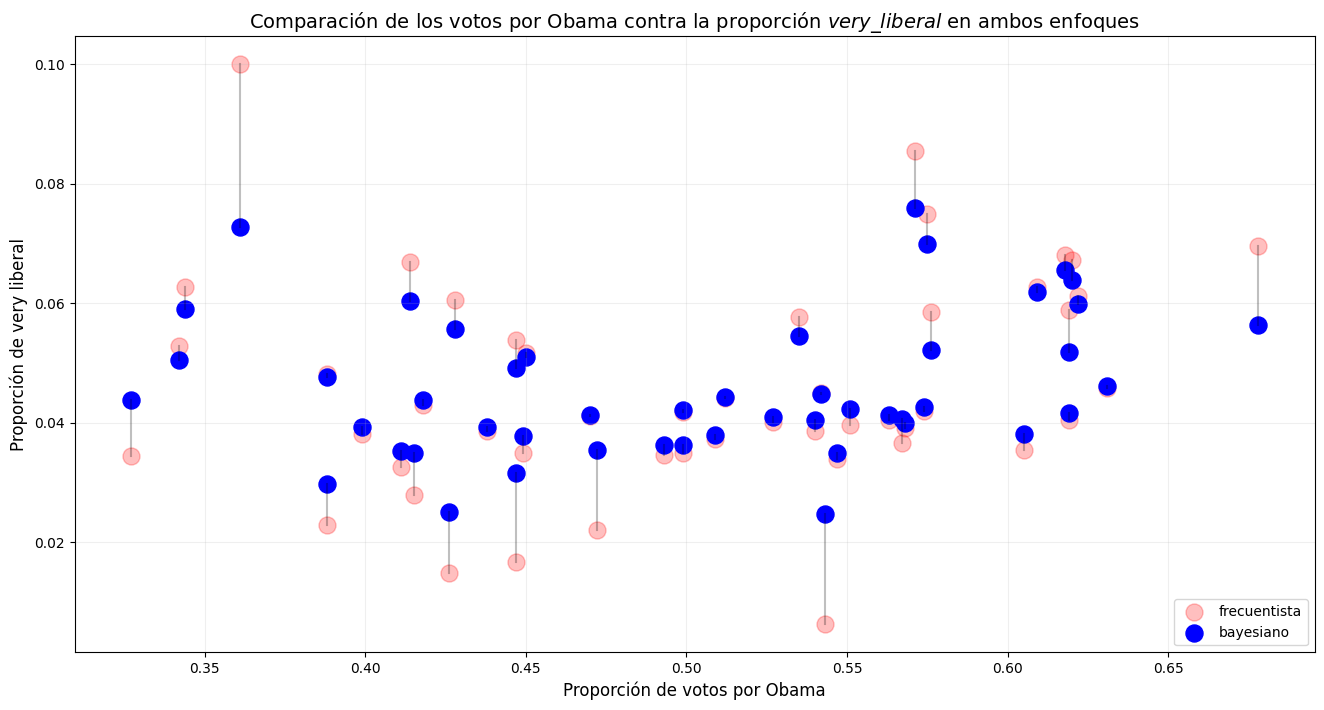 Comparación de los votos por Obama contra la proporción very_liberal en ambos enfoques
Proporción de very liberal
0.10
0.08
0.06
0.04
0.02
0.35 0.40 0.45 0.50 0.55 0.60 0.65
Proporción de votos por Obama
frecuentista
bayesiano